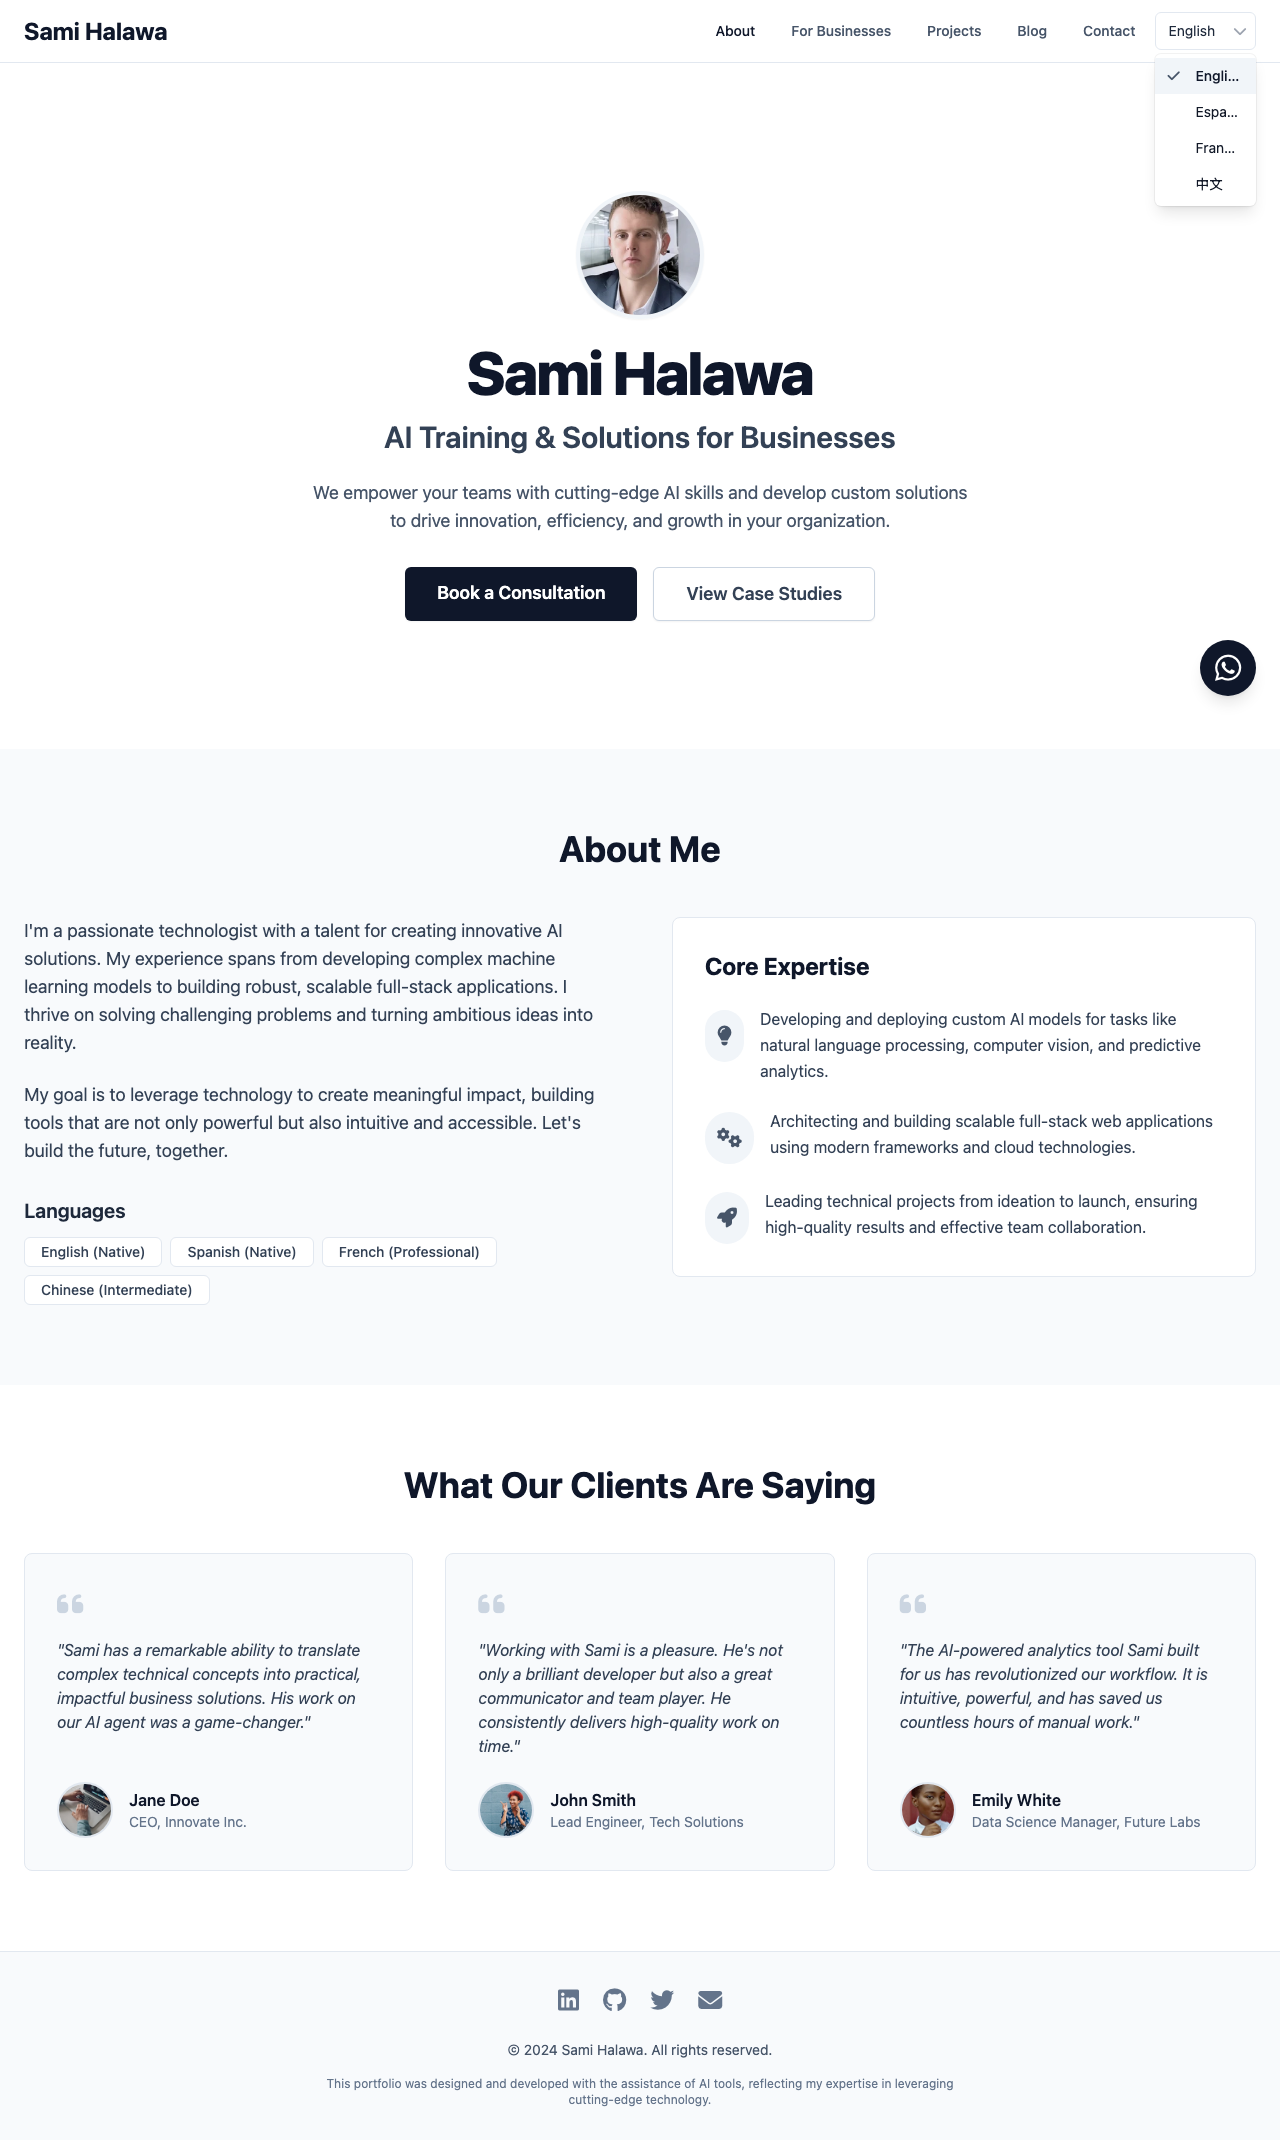 Sami Halawa
About
For Businesses
Projects
Blog
Contact
English
Engli...
Espa...
Fran...
中文
Sami Halawa
AI Training & Solutions for Businesses
We empower your teams with cutting-edge AI skills and develop custom solutions
to drive innovation, efficiency, and growth in your organization.
Book a Consultation
View Case Studies
About Me
I'm a passionate technologist with a talent for creating innovative AI
solutions. My experience spans from developing complex machine
learning models to building robust, scalable full-stack applications. I
thrive on solving challenging problems and turning ambitious ideas into
reality.
My goal is to leverage technology to create meaningful impact, building
tools that are not only powerful but also intuitive and accessible. Let's
build the future, together.
Languages
English (Native)
Spanish (Native)
French (Professional)
Chinese (Intermediate)
Core Expertise
Developing and deploying custom AI models for tasks like
natural language processing, computer vision, and predictive
analytics.
Architecting and building scalable full-stack web applications
using modern frameworks and cloud technologies.
Leading technical projects from ideation to launch, ensuring
high-quality results and effective team collaboration.
What Our Clients Are Saying
"Sami has a remarkable ability to translate
complex technical concepts into practical,
impactful business solutions. His work on
our AI agent was a game-changer."
Jane Doe
CEO, Innovate Inc.
"Working with Sami is a pleasure. He's not
only a brilliant developer but also a great
communicator and team player. He
consistently delivers high-quality work on
time."
John Smith
Lead Engineer, Tech Solutions
"The AI-powered analytics tool Sami built
for us has revolutionized our workflow. It is
intuitive, powerful, and has saved us
countless hours of manual work."
Emily White
Data Science Manager, Future Labs
© 2024 Sami Halawa. All rights reserved.
This portfolio was designed and developed with the assistance of AI tools, reflecting my expertise in leveraging
cutting-edge technology.